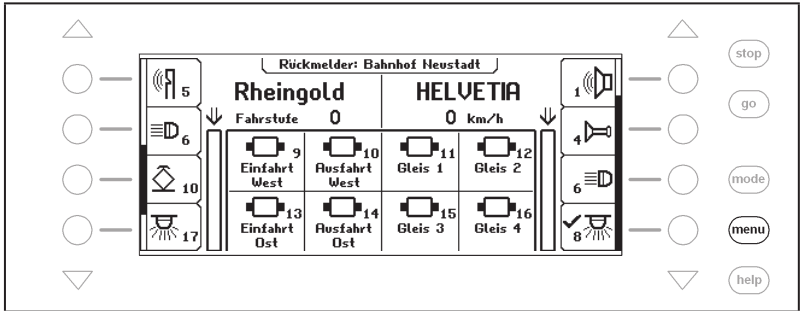 Rückmelder: Bahnhof Neustadt
Rheingold
HELVETIA
Fahrstufe 0
0 km/h
5
6
10
17
9
Einfahrt
West
10
Ausfahrt
West
11
Gleis 1
12
Gleis 2
13
Einfahrt
Ost
14
Ausfahrt
Ost
15
Gleis 3
16
Gleis 4
1
4
6
8
stop
go
mode
menu
help